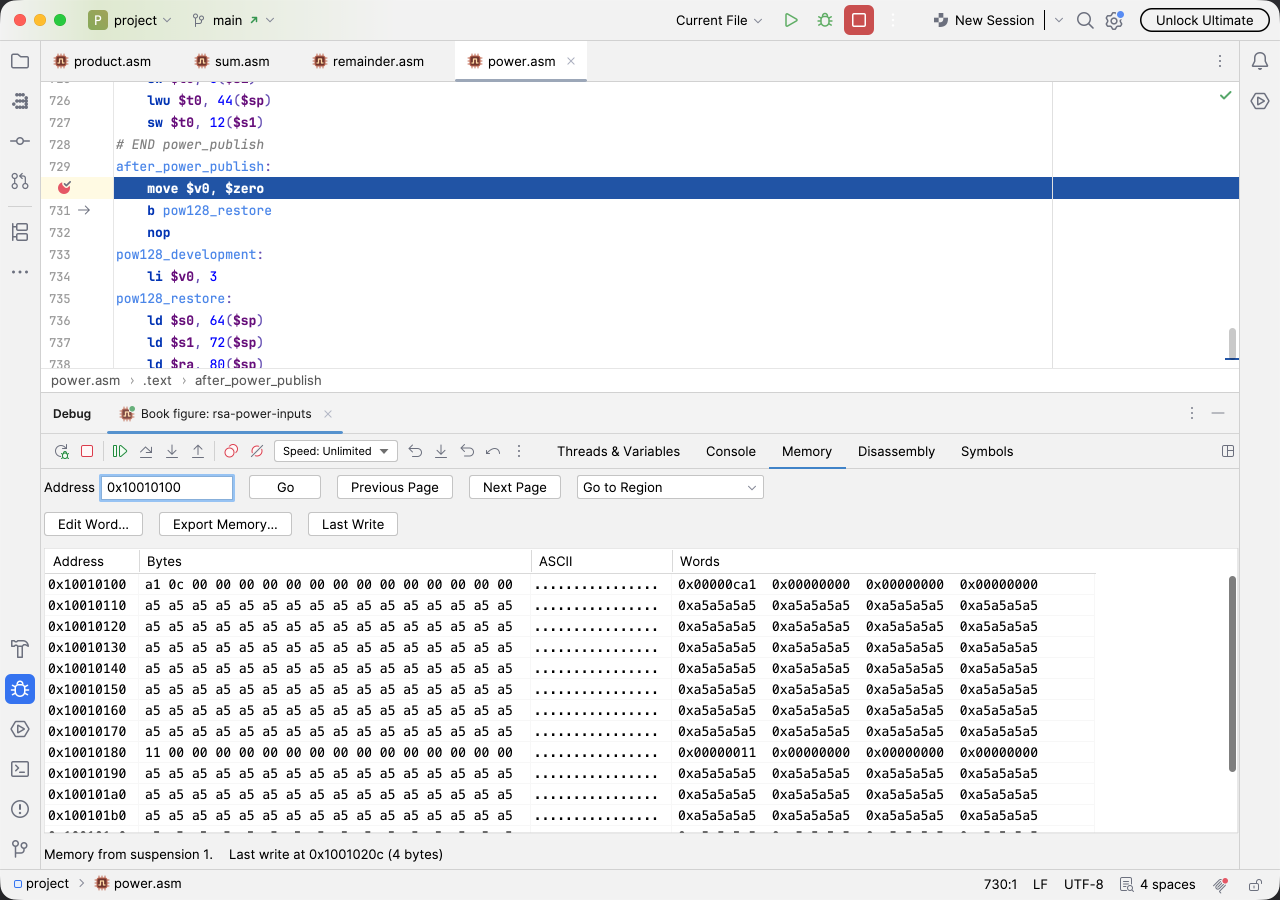 P project main Current File New Session Unlock Ultimate
product.asm sum.asm remainder.asm power.asm
726 lwu $t0, 44($sp)
727 sw $t0, 12($s1)
728 # END power_publish
729 after_power_publish:
move $v0, $zero
731 b pow128_restore
732 nop
733 pow128_development:
734 li $v0, 3
735 pow128_restore:
736 ld $s0, 64($sp)
737 ld $s1, 72($sp)
738 ld $ra, 80($sp)
power.asm › .text › after_power_publish
Debug Book figure: rsa-power-inputs
Speed: Unlimited Threads & Variables Console Memory Disassembly Symbols
Address 0x10010100 Go Previous Page Next Page Go to Region
Edit Word... Export Memory... Last Write
Address Bytes ASCII Words
0x10010100 a1 0c 00 00 00 00 00 00 00 00 00 00 00 00 00 00 ................ 0x00000ca1 0x00000000 0x00000000 0x00000000
0x10010110 a5 a5 a5 a5 a5 a5 a5 a5 a5 a5 a5 a5 a5 a5 a5 a5 ................ 0xa5a5a5a5 0xa5a5a5a5 0xa5a5a5a5 0xa5a5a5a5
0x10010120 a5 a5 a5 a5 a5 a5 a5 a5 a5 a5 a5 a5 a5 a5 a5 a5 ................ 0xa5a5a5a5 0xa5a5a5a5 0xa5a5a5a5 0xa5a5a5a5
0x10010130 a5 a5 a5 a5 a5 a5 a5 a5 a5 a5 a5 a5 a5 a5 a5 a5 ................ 0xa5a5a5a5 0xa5a5a5a5 0xa5a5a5a5 0xa5a5a5a5
0x10010140 a5 a5 a5 a5 a5 a5 a5 a5 a5 a5 a5 a5 a5 a5 a5 a5 ................ 0xa5a5a5a5 0xa5a5a5a5 0xa5a5a5a5 0xa5a5a5a5
0x10010150 a5 a5 a5 a5 a5 a5 a5 a5 a5 a5 a5 a5 a5 a5 a5 a5 ................ 0xa5a5a5a5 0xa5a5a5a5 0xa5a5a5a5 0xa5a5a5a5
0x10010160 a5 a5 a5 a5 a5 a5 a5 a5 a5 a5 a5 a5 a5 a5 a5 a5 ................ 0xa5a5a5a5 0xa5a5a5a5 0xa5a5a5a5 0xa5a5a5a5
0x10010170 a5 a5 a5 a5 a5 a5 a5 a5 a5 a5 a5 a5 a5 a5 a5 a5 ................ 0xa5a5a5a5 0xa5a5a5a5 0xa5a5a5a5 0xa5a5a5a5
0x10010180 11 00 00 00 00 00 00 00 00 00 00 00 00 00 00 00 ................ 0x00000011 0x00000000 0x00000000 0x00000000
0x10010190 a5 a5 a5 a5 a5 a5 a5 a5 a5 a5 a5 a5 a5 a5 a5 a5 ................ 0xa5a5a5a5 0xa5a5a5a5 0xa5a5a5a5 0xa5a5a5a5
0x100101a0 a5 a5 a5 a5 a5 a5 a5 a5 a5 a5 a5 a5 a5 a5 a5 a5 ................ 0xa5a5a5a5 0xa5a5a5a5 0xa5a5a5a5 0xa5a5a5a5
0x100101b0 a5 a5 a5 a5 a5 a5 a5 a5 a5 a5 a5 a5 a5 a5 a5 a5 ................ 0xa5a5a5a5 0xa5a5a5a5 0xa5a5a5a5 0xa5a5a5a5
Memory from suspension 1. Last write at 0x1001020c (4 bytes)
project › power.asm 730:1 LF UTF-8 4 spaces